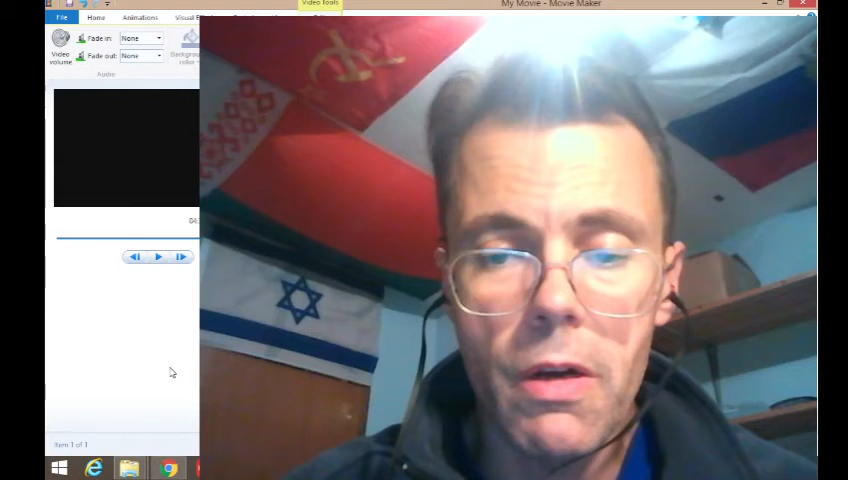 Video Tools
My Movie - Movie Maker
File
Home
Animations
Visual
Video
volume
Fade in:
None
Fade out:
None
Audio
Item 1 of 1